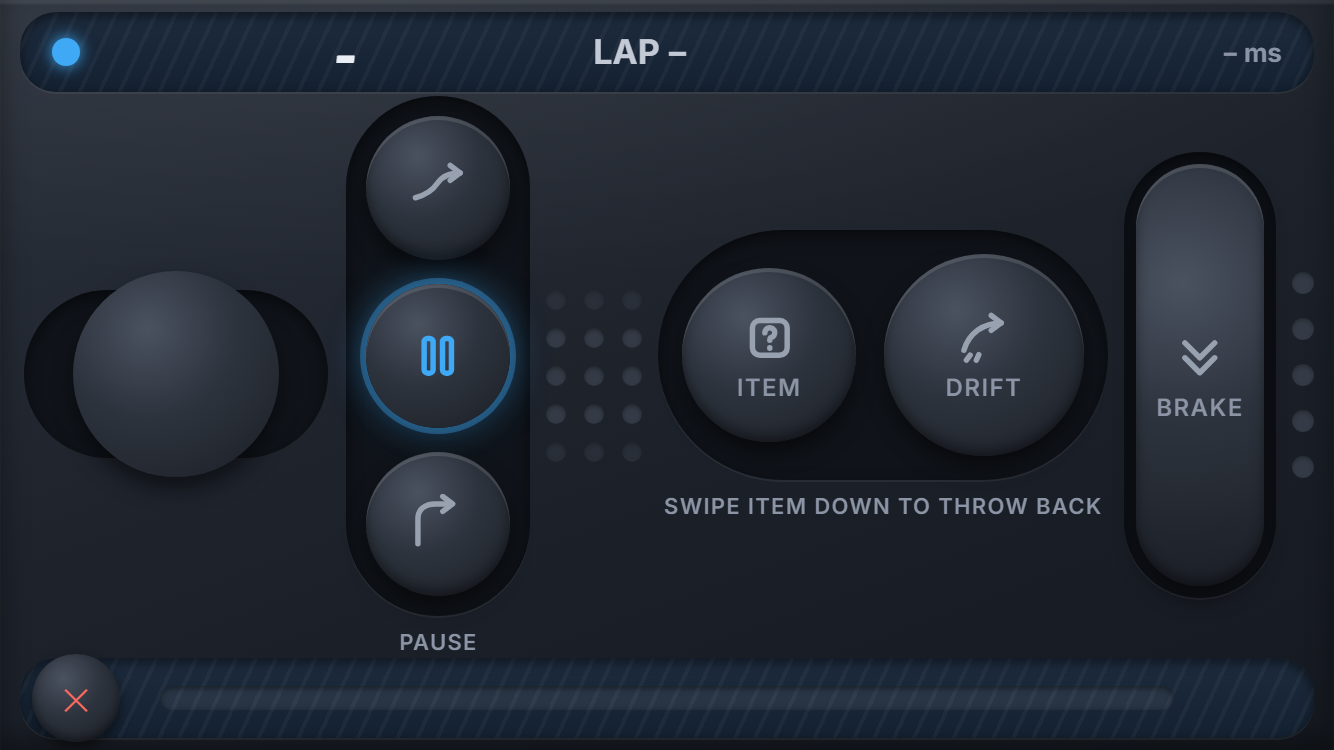 –
LAP –
– ms
ITEM
DRIFT
BRAKE
SWIPE ITEM DOWN TO THROW BACK
PAUSE